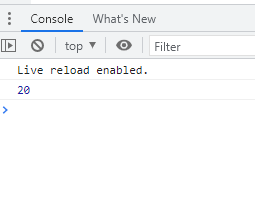 Console What's New
top Filter
Live reload enabled.
20